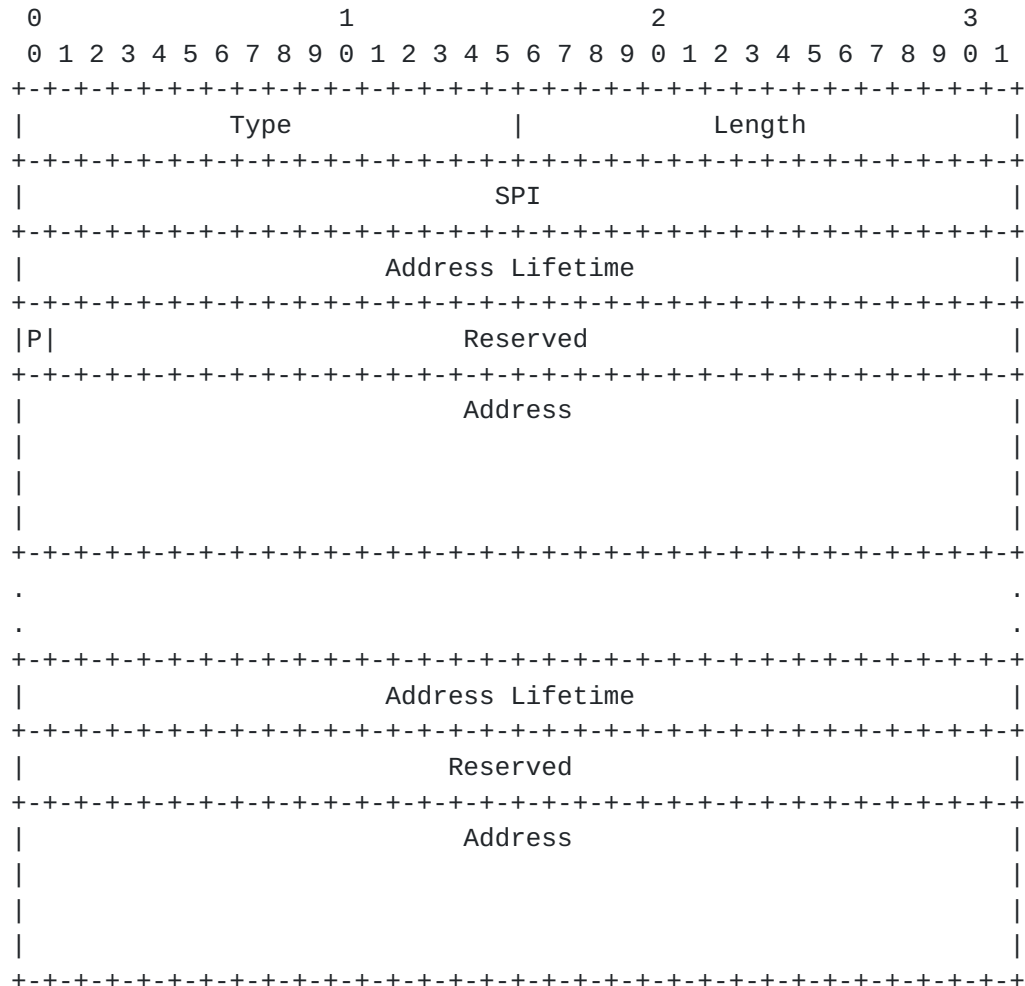 0                   1                   2                   3
 0 1 2 3 4 5 6 7 8 9 0 1 2 3 4 5 6 7 8 9 0 1 2 3 4 5 6 7 8 9 0 1
+-+-+-+-+-+-+-+-+-+-+-+-+-+-+-+-+-+-+-+-+-+-+-+-+-+-+-+-+-+-+-+-+
|             Type              |            Length             |
+-+-+-+-+-+-+-+-+-+-+-+-+-+-+-+-+-+-+-+-+-+-+-+-+-+-+-+-+-+-+-+-+
|                              SPI                              |
+-+-+-+-+-+-+-+-+-+-+-+-+-+-+-+-+-+-+-+-+-+-+-+-+-+-+-+-+-+-+-+-+
|                       Address Lifetime                        |
+-+-+-+-+-+-+-+-+-+-+-+-+-+-+-+-+-+-+-+-+-+-+-+-+-+-+-+-+-+-+-+-+
|P|                          Reserved                           |
+-+-+-+-+-+-+-+-+-+-+-+-+-+-+-+-+-+-+-+-+-+-+-+-+-+-+-+-+-+-+-+-+
|                            Address                            |
|                                                               |
|                                                               |
|                                                               |
+-+-+-+-+-+-+-+-+-+-+-+-+-+-+-+-+-+-+-+-+-+-+-+-+-+-+-+-+-+-+-+-+
.                                                               .
.                                                               .
+-+-+-+-+-+-+-+-+-+-+-+-+-+-+-+-+-+-+-+-+-+-+-+-+-+-+-+-+-+-+-+-+
|                       Address Lifetime                        |
+-+-+-+-+-+-+-+-+-+-+-+-+-+-+-+-+-+-+-+-+-+-+-+-+-+-+-+-+-+-+-+-+
|                           Reserved                            |
+-+-+-+-+-+-+-+-+-+-+-+-+-+-+-+-+-+-+-+-+-+-+-+-+-+-+-+-+-+-+-+-+
|                            Address                            |
|                                                               |
|                                                               |
|                                                               |
+-+-+-+-+-+-+-+-+-+-+-+-+-+-+-+-+-+-+-+-+-+-+-+-+-+-+-+-+-+-+-+-+